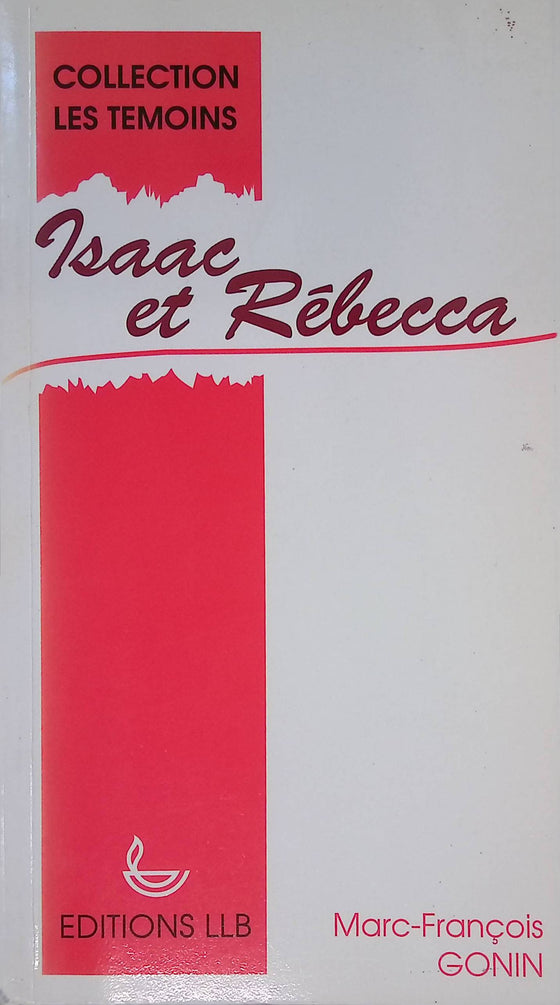 COLLECTION
LES TEMOINS
Isaac
et Rébecca
EDITIONS LLB
Marc-François
GONIN